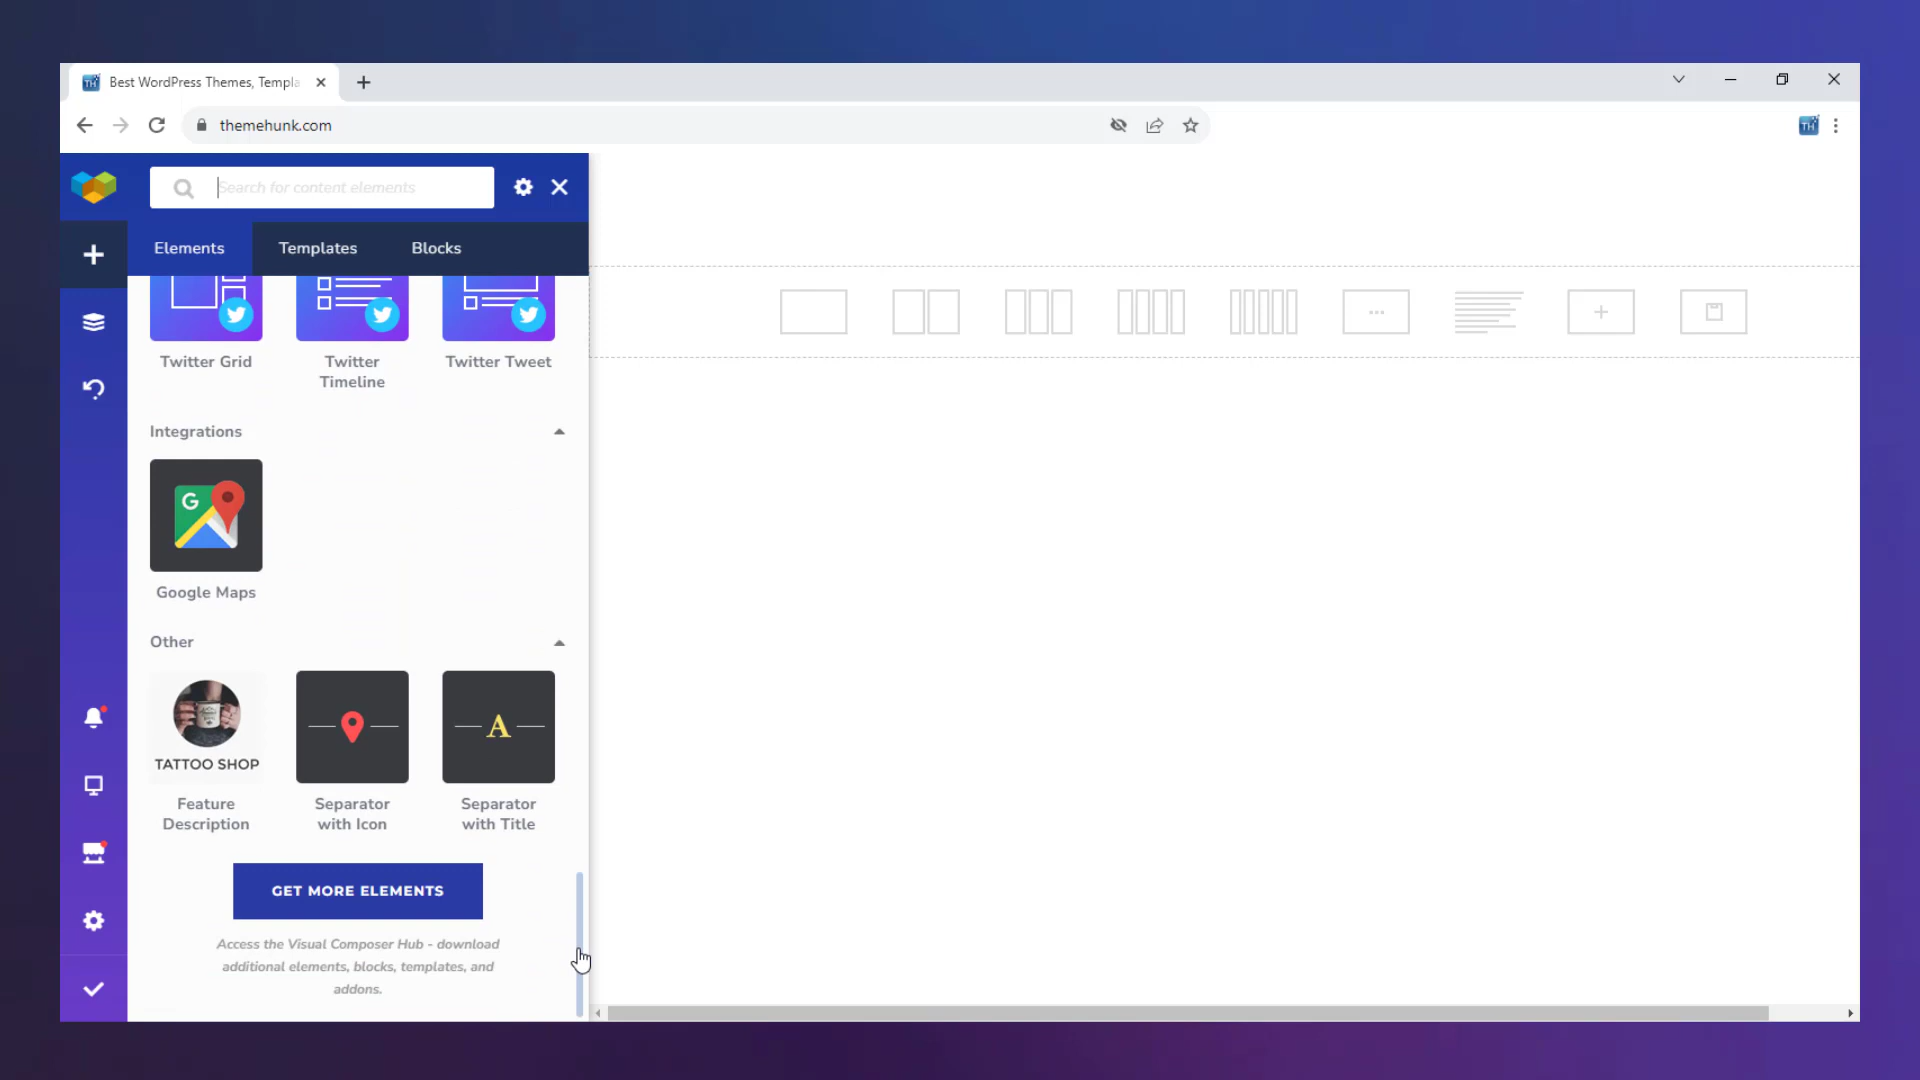 TH
Best WordPress Themes, Templa
themehunk.com
TH
Search for content elements
Elements
Templates
Blocks
Twitter Grid
Twitter
Timeline
Twitter Tweet
Integrations
G
Google Maps
Other
TATTOO SHOP
A
Feature
Description
Separator
with Icon
Separator
with Title
GET MORE ELEMENTS
Access the Visual Composer Hub - download
additional elements, blocks, templates, and
addons.